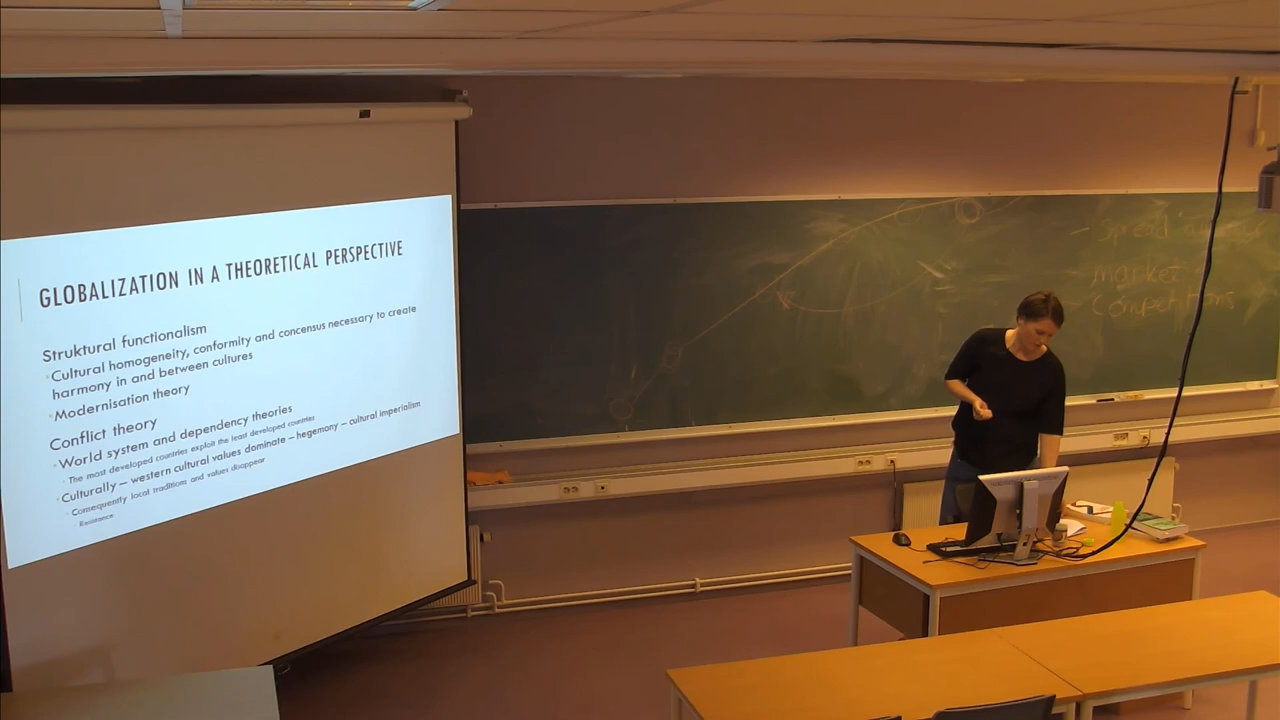 GLOBALIZATION IN A THEORETICAL PERSPECTIVE
Struktural functionalism
Cultural homogeneity, conformity and concensus necessary to create
harmony in and between cultures
Modernisation theory
Conflict theory
World system and dependency theories
The most developed countries exploit the least developed countries
Culturally – western cultural values dominate – hegemony – cultural imperialism
Consequently local traditions and values disappear
Resistance
- Spread
- market
- Competitions